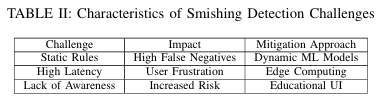 TABLE II: Characteristics of Smishing Detection Challenges
Challenge Impact Mitigation Approach
Static Rules High False Negatives Dynamic ML Models
High Latency User Frustration Edge Computing
Lack of Awareness Increased Risk Educational UI